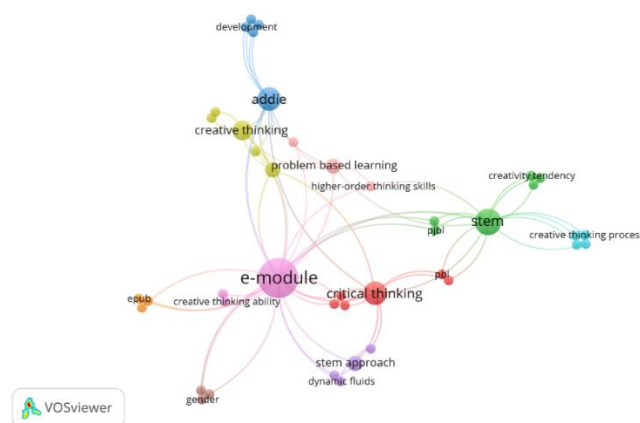 development
addie
creative thinking
problem based learning
higher-order thinking skills
creativity tendency
stem
pjbl
creative thinking proces
e-module
pbl
critical thinking
epub
creative thinking ability
stem approach
dynamic fluids
gender
VOSviewer